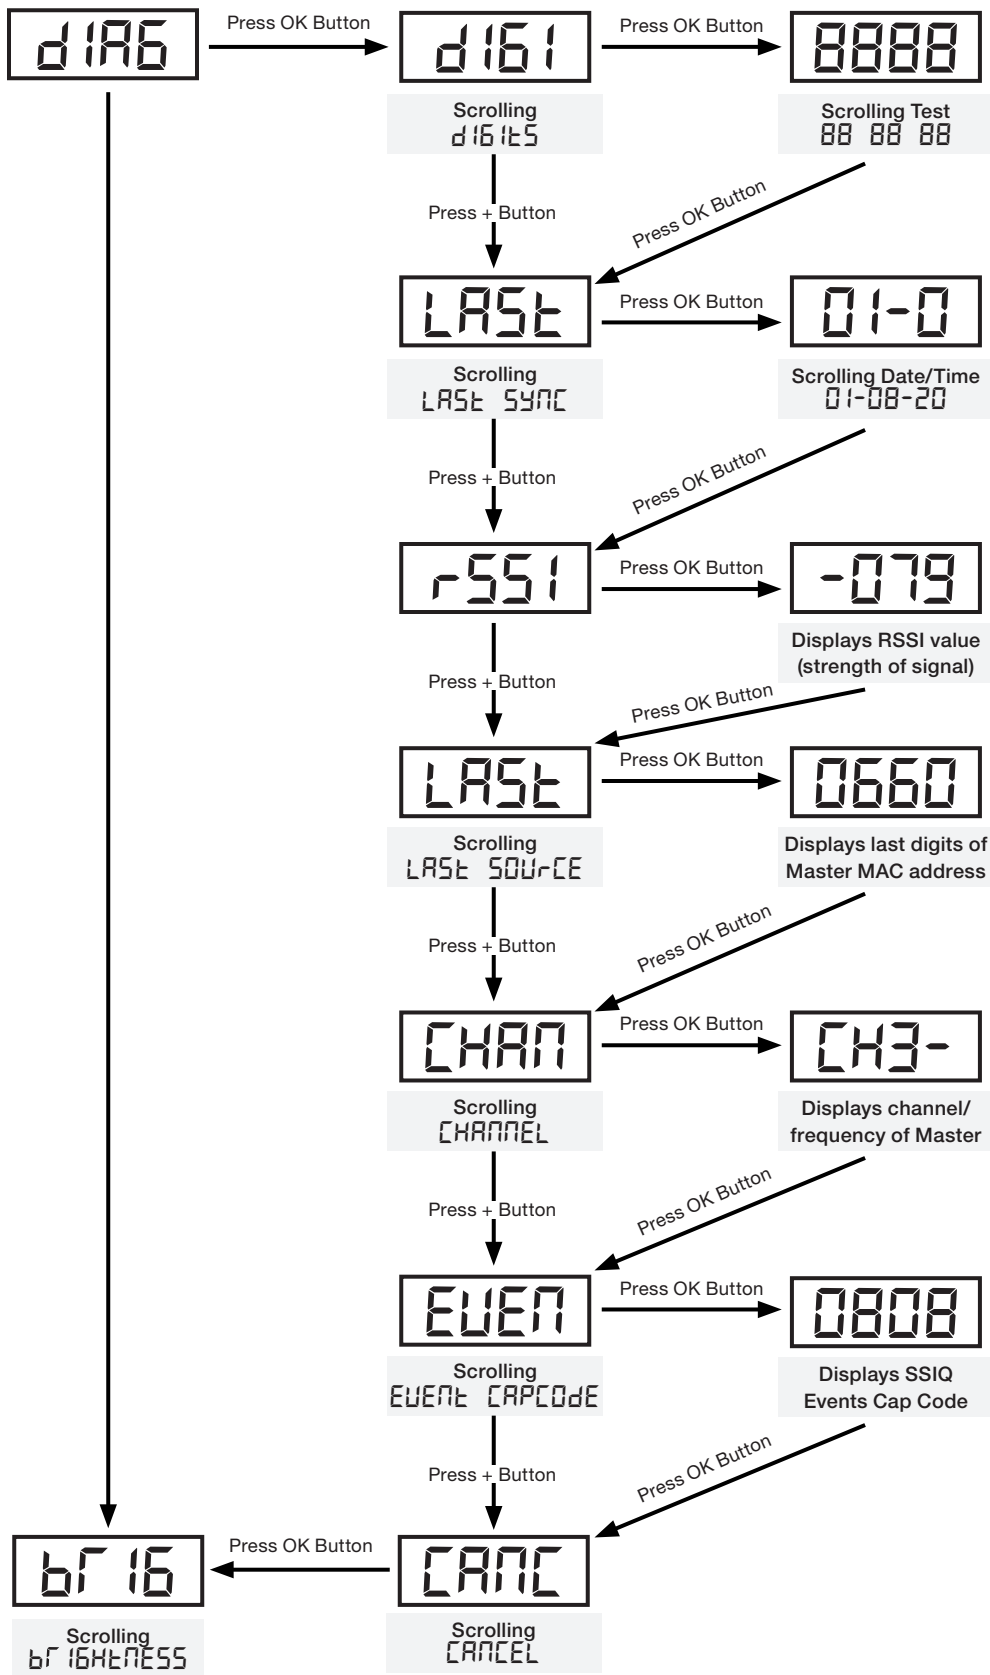 dIAG
Press OK Button
dIGI
Press OK Button
8888
Scrolling
dIGItS
Scrolling Test
88 88 88
Press + Button
Press OK Button
LASt
Press OK Button
01-0
Scrolling
LASt SYNC
Scrolling Date/Time
01-08-20
Press + Button
Press OK Button
rSSI
Press OK Button
-079
Displays RSSI value
(strength of signal)
Press + Button
Press OK Button
LASt
Press OK Button
0660
Scrolling
LASt SOUrCE
Displays last digits of
Master MAC address
Press + Button
Press OK Button
CHAN
Press OK Button
CH3-
Scrolling
CHANNEL
Displays channel/
frequency of Master
Press + Button
Press OK Button
EVEN
Press OK Button
0808
Scrolling
EVENt CAPCOdE
Displays SSIQ
Events Cap Code
Press + Button
Press OK Button
brIG
Press OK Button
CANC
Scrolling
brIGHtNESS
Scrolling
CANCEL